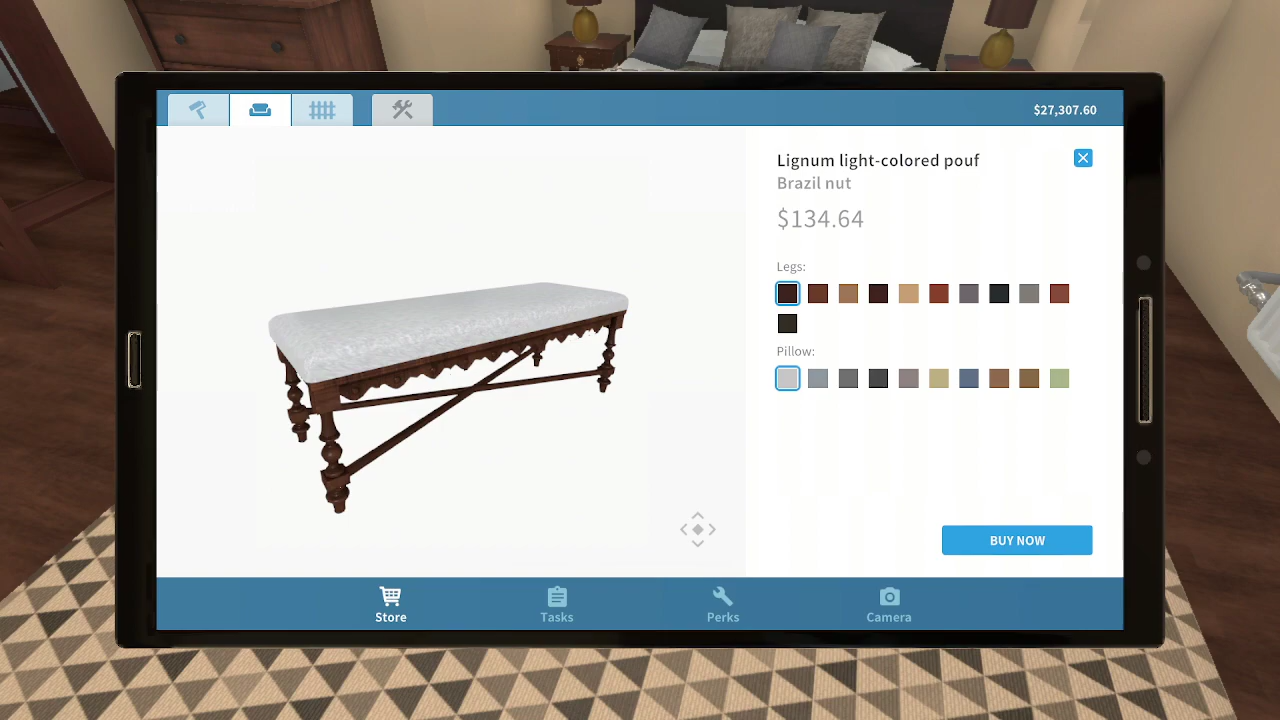 $27,307.60
Lignum light-colored pouf
Brazil nut
$134.64
Legs:
Pillow:
BUY NOW
Store
Tasks
Perks
Camera